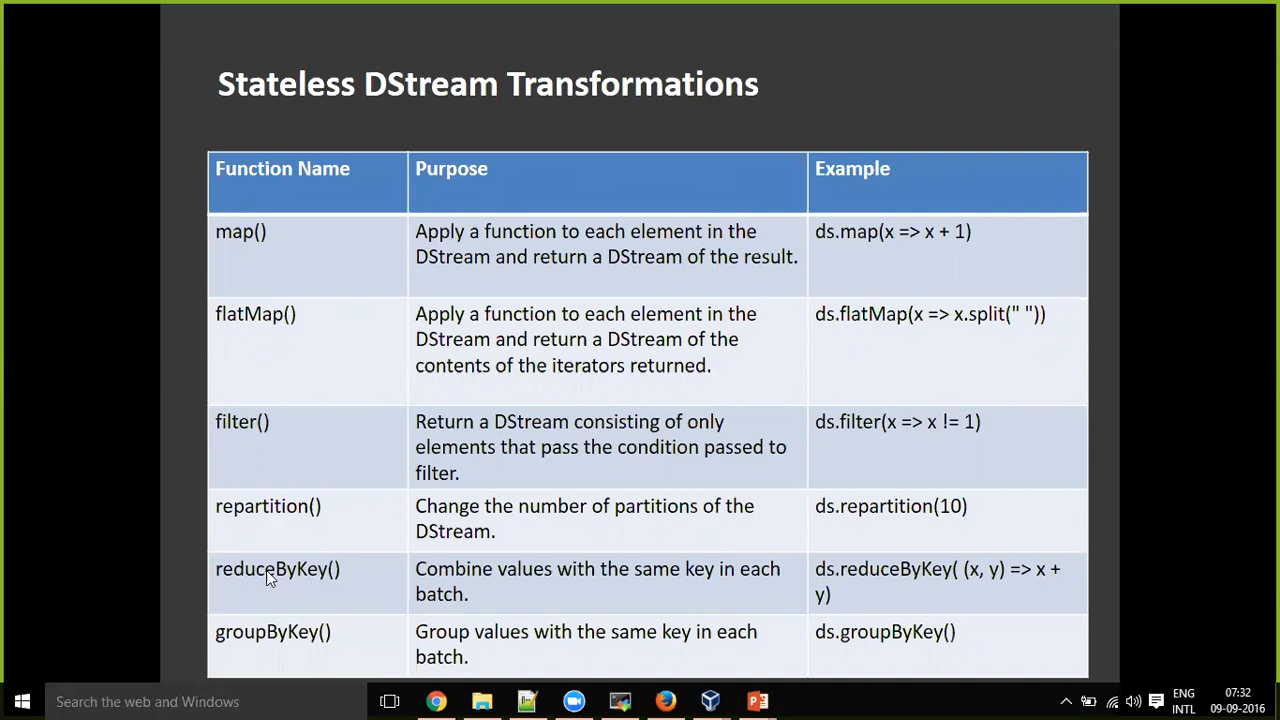 Stateless DStream Transformations
Function Name
Purpose
Example
map()
Apply a function to each element in the
DStream and return a DStream of the result.
ds.map(x => x + 1)
flatMap()
Apply a function to each element in the
DStream and return a DStream of the
contents of the iterators returned.
ds.flatMap(x => x.split(" "))
filter()
Return a DStream consisting of only
elements that pass the condition passed to
filter.
ds.filter(x => x != 1)
repartition()
Change the number of partitions of the
DStream.
ds.repartition(10)
reduceByKey()
Combine values with the same key in each
batch.
ds.reduceByKey( (x, y) => x +
y)
groupByKey()
Group values with the same key in each
batch.
ds.groupByKey()
Search the web and Windows
ENG
INTL
07:32
09-09-2016